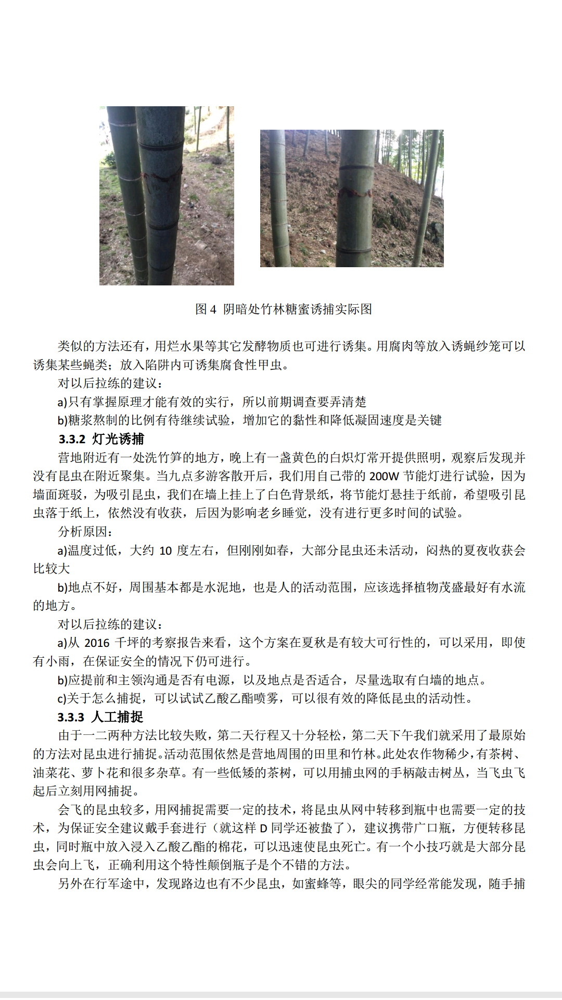 图 4 阴暗处竹林糖蜜诱捕实际图
类似的方法还有，用烂水果等其它发酵物质也可进行诱集。用腐肉等放入诱蝇纱笼可以
诱集某些蝇类；放入陷阱内可诱集腐食性甲虫。
对以后拉练的建议：
a)只有掌握原理才能有效的实行，所以前期调查要弄清楚
b)糖浆熬制的比例有待继续试验，增加它的黏性和降低凝固速度是关键
3.3.2 灯光诱捕
营地附近有一处洗竹笋的地方，晚上有一盏黄色的白炽灯常开提供照明，观察后发现并
没有昆虫在附近聚集。当九点多游客散开后，我们用自己带的 200W 节能灯进行试验，因为
墙面斑驳，为吸引昆虫，我们在墙上挂上了白色背景纸，将节能灯悬挂于纸前，希望吸引昆
虫落于纸上，依然没有收获，后因为影响老乡睡觉，没有进行更多时间的试验。
分析原因：
a)温度过低，大约 10 度左右，但刚刚如春，大部分昆虫还未活动，闷热的夏夜收获会
比较大
b)地点不好，周围基本都是水泥地，也是人的活动范围，应该选择植物茂盛最好有水流
的地方。
对以后拉练的建议：
a)从 2016 千坪的考察报告来看，这个方案在夏秋是有较大可行性的，可以采用，即使
有小雨，在保证安全的情况下仍可进行。
b)应提前和主领沟通是否有电源，以及地点是否适合，尽量选取有白墙的地点。
c)关于怎么捕捉，可以试试乙酸乙酯喷雾，可以很有效的降低昆虫的活动性。
3.3.3 人工捕捉
由于一二两种方法比较失败，第二天行程又十分轻松，第二天下午我们就采用了最原始
的方法对昆虫进行捕捉。活动范围依然是营地周围的田里和竹林。此处农作物稀少，有茶树、
油菜花、萝卜花和很多杂草。有一些低矮的茶树，可以用捕虫网的手柄敲击树丛，当飞虫飞
起后立刻用网捕捉。
会飞的昆虫较多，用网捕捉需要一定的技术，将昆虫从网中转移到瓶中也需要一定的技
术，为保证安全建议戴手套进行（就这样 D 同学还被蛰了），建议携带广口瓶，方便转移昆
虫，同时瓶中放入浸入乙酸乙酯的棉花，可以迅速使昆虫死亡。有一个小技巧就是大部分昆
虫会向上飞，正确利用这个特性颠倒瓶子是个不错的方法。
另外在行军途中，发现路边也有不少昆虫，如蜜蜂等，眼尖的同学经常能发现，随手捕